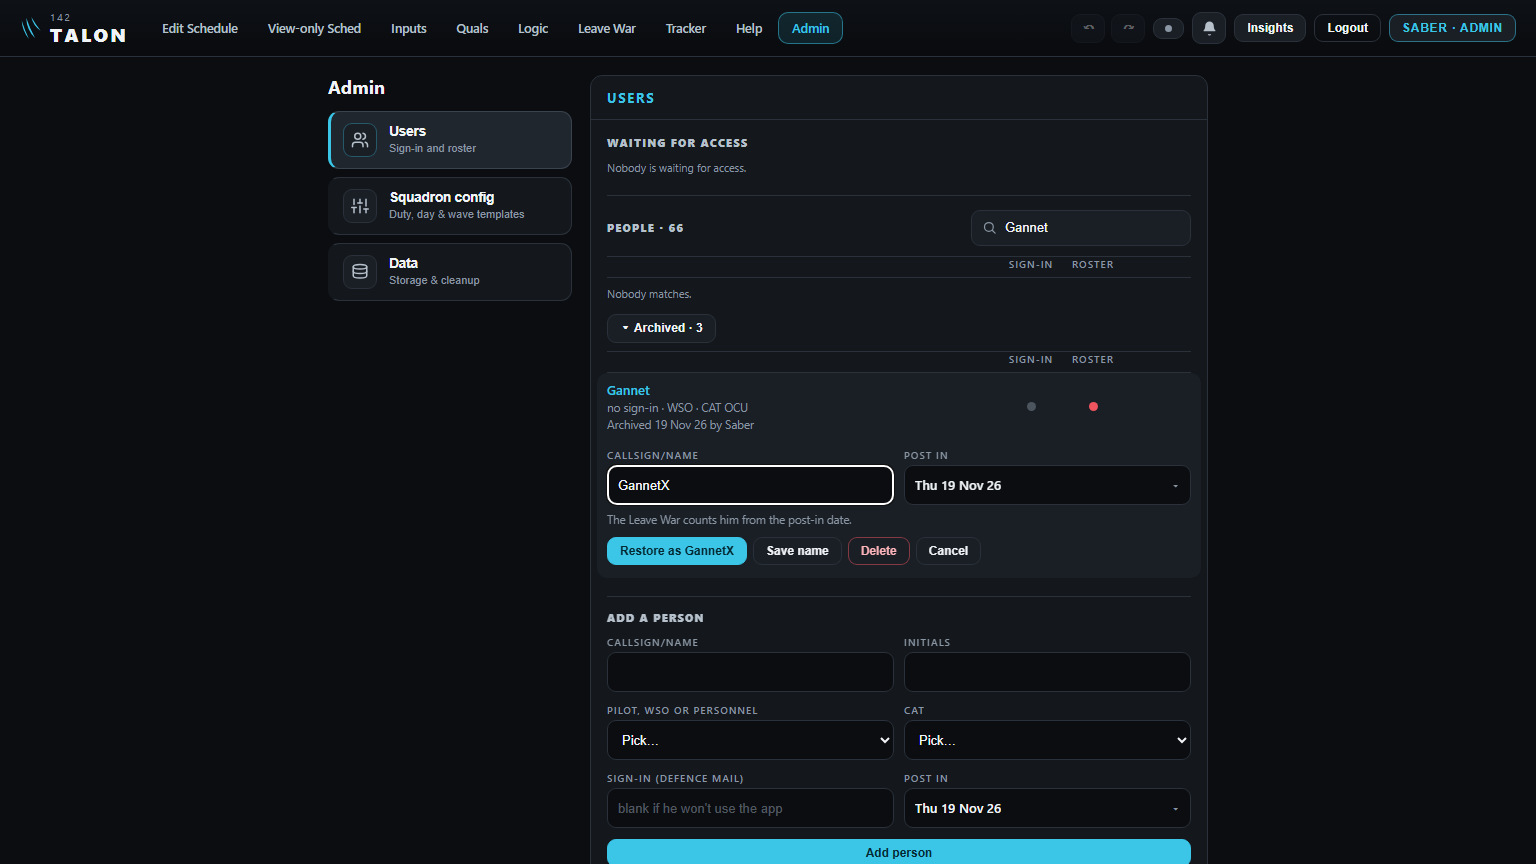 142
TALON
Edit Schedule
View-only Sched
Inputs
Quals
Logic
Leave War
Tracker
Help
Admin
Insights
Logout
SABER · ADMIN
Admin
Users
Sign-in and roster
Squadron config
Duty, day & wave templates
Data
Storage & cleanup
USERS
WAITING FOR ACCESS
Nobody is waiting for access.
PEOPLE · 66
Gannet
SIGN-IN ROSTER
Nobody matches.
Archived · 3
SIGN-IN ROSTER
Gannet
no sign-in · WSO · CAT OCU
Archived 19 Nov 26 by Saber
CALLSIGN/NAME
POST IN
GannetX
Thu 19 Nov 26
The Leave War counts him from the post-in date.
Restore as GannetX
Save name
Delete
Cancel
ADD A PERSON
CALLSIGN/NAME
INITIALS
PILOT, WSO OR PERSONNEL
CAT
Pick...
Pick...
SIGN-IN (DEFENCE MAIL)
POST IN
blank if he won't use the app
Thu 19 Nov 26
Add person